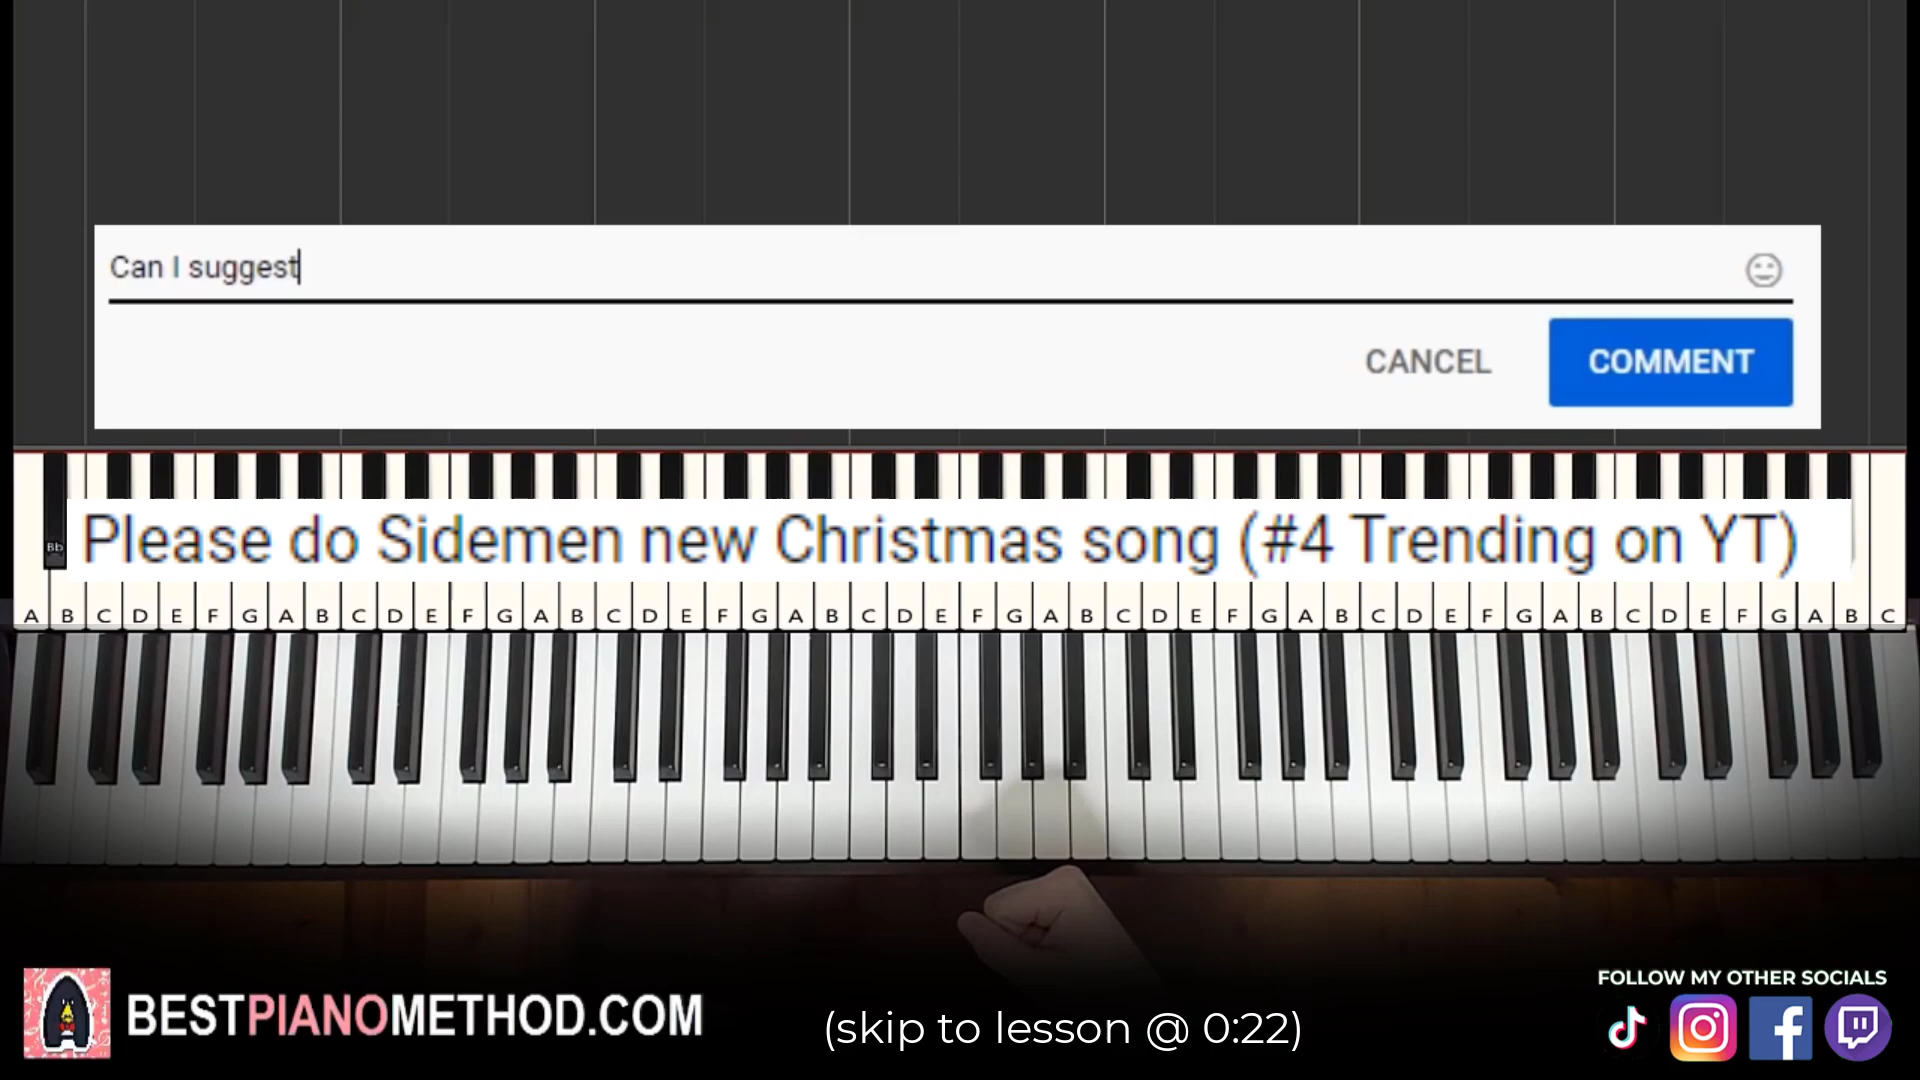 Can I suggest
CANCEL COMMENT
Please do Sidemen new Christmas song (#4 Trending on YT)
Bb
A B C D E F G A B C D E F G A B C D E F G A B C D E F G A B C D E F G A B C D E F G A B C D E F G A B C
FOLLOW MY OTHER SOCIALS
BESTPIANOMETHOD.COM
(skip to lesson @ 0:22)